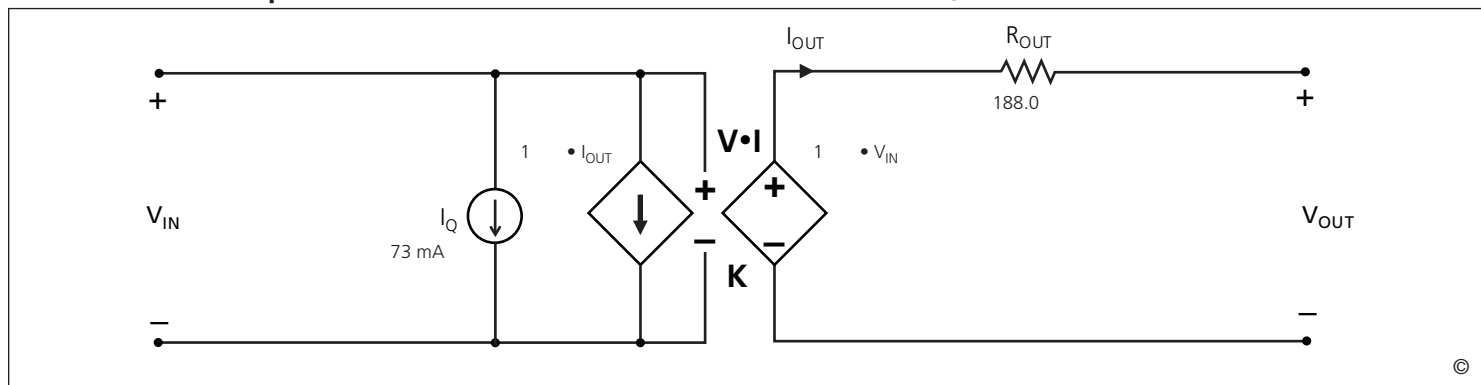 I_OUT
R_OUT
188.0
+
+
V•I
1 • I_OUT
1 • V_IN
+
+
V_IN
I_Q
73 mA
V_OUT
–
–
K
–
–
©